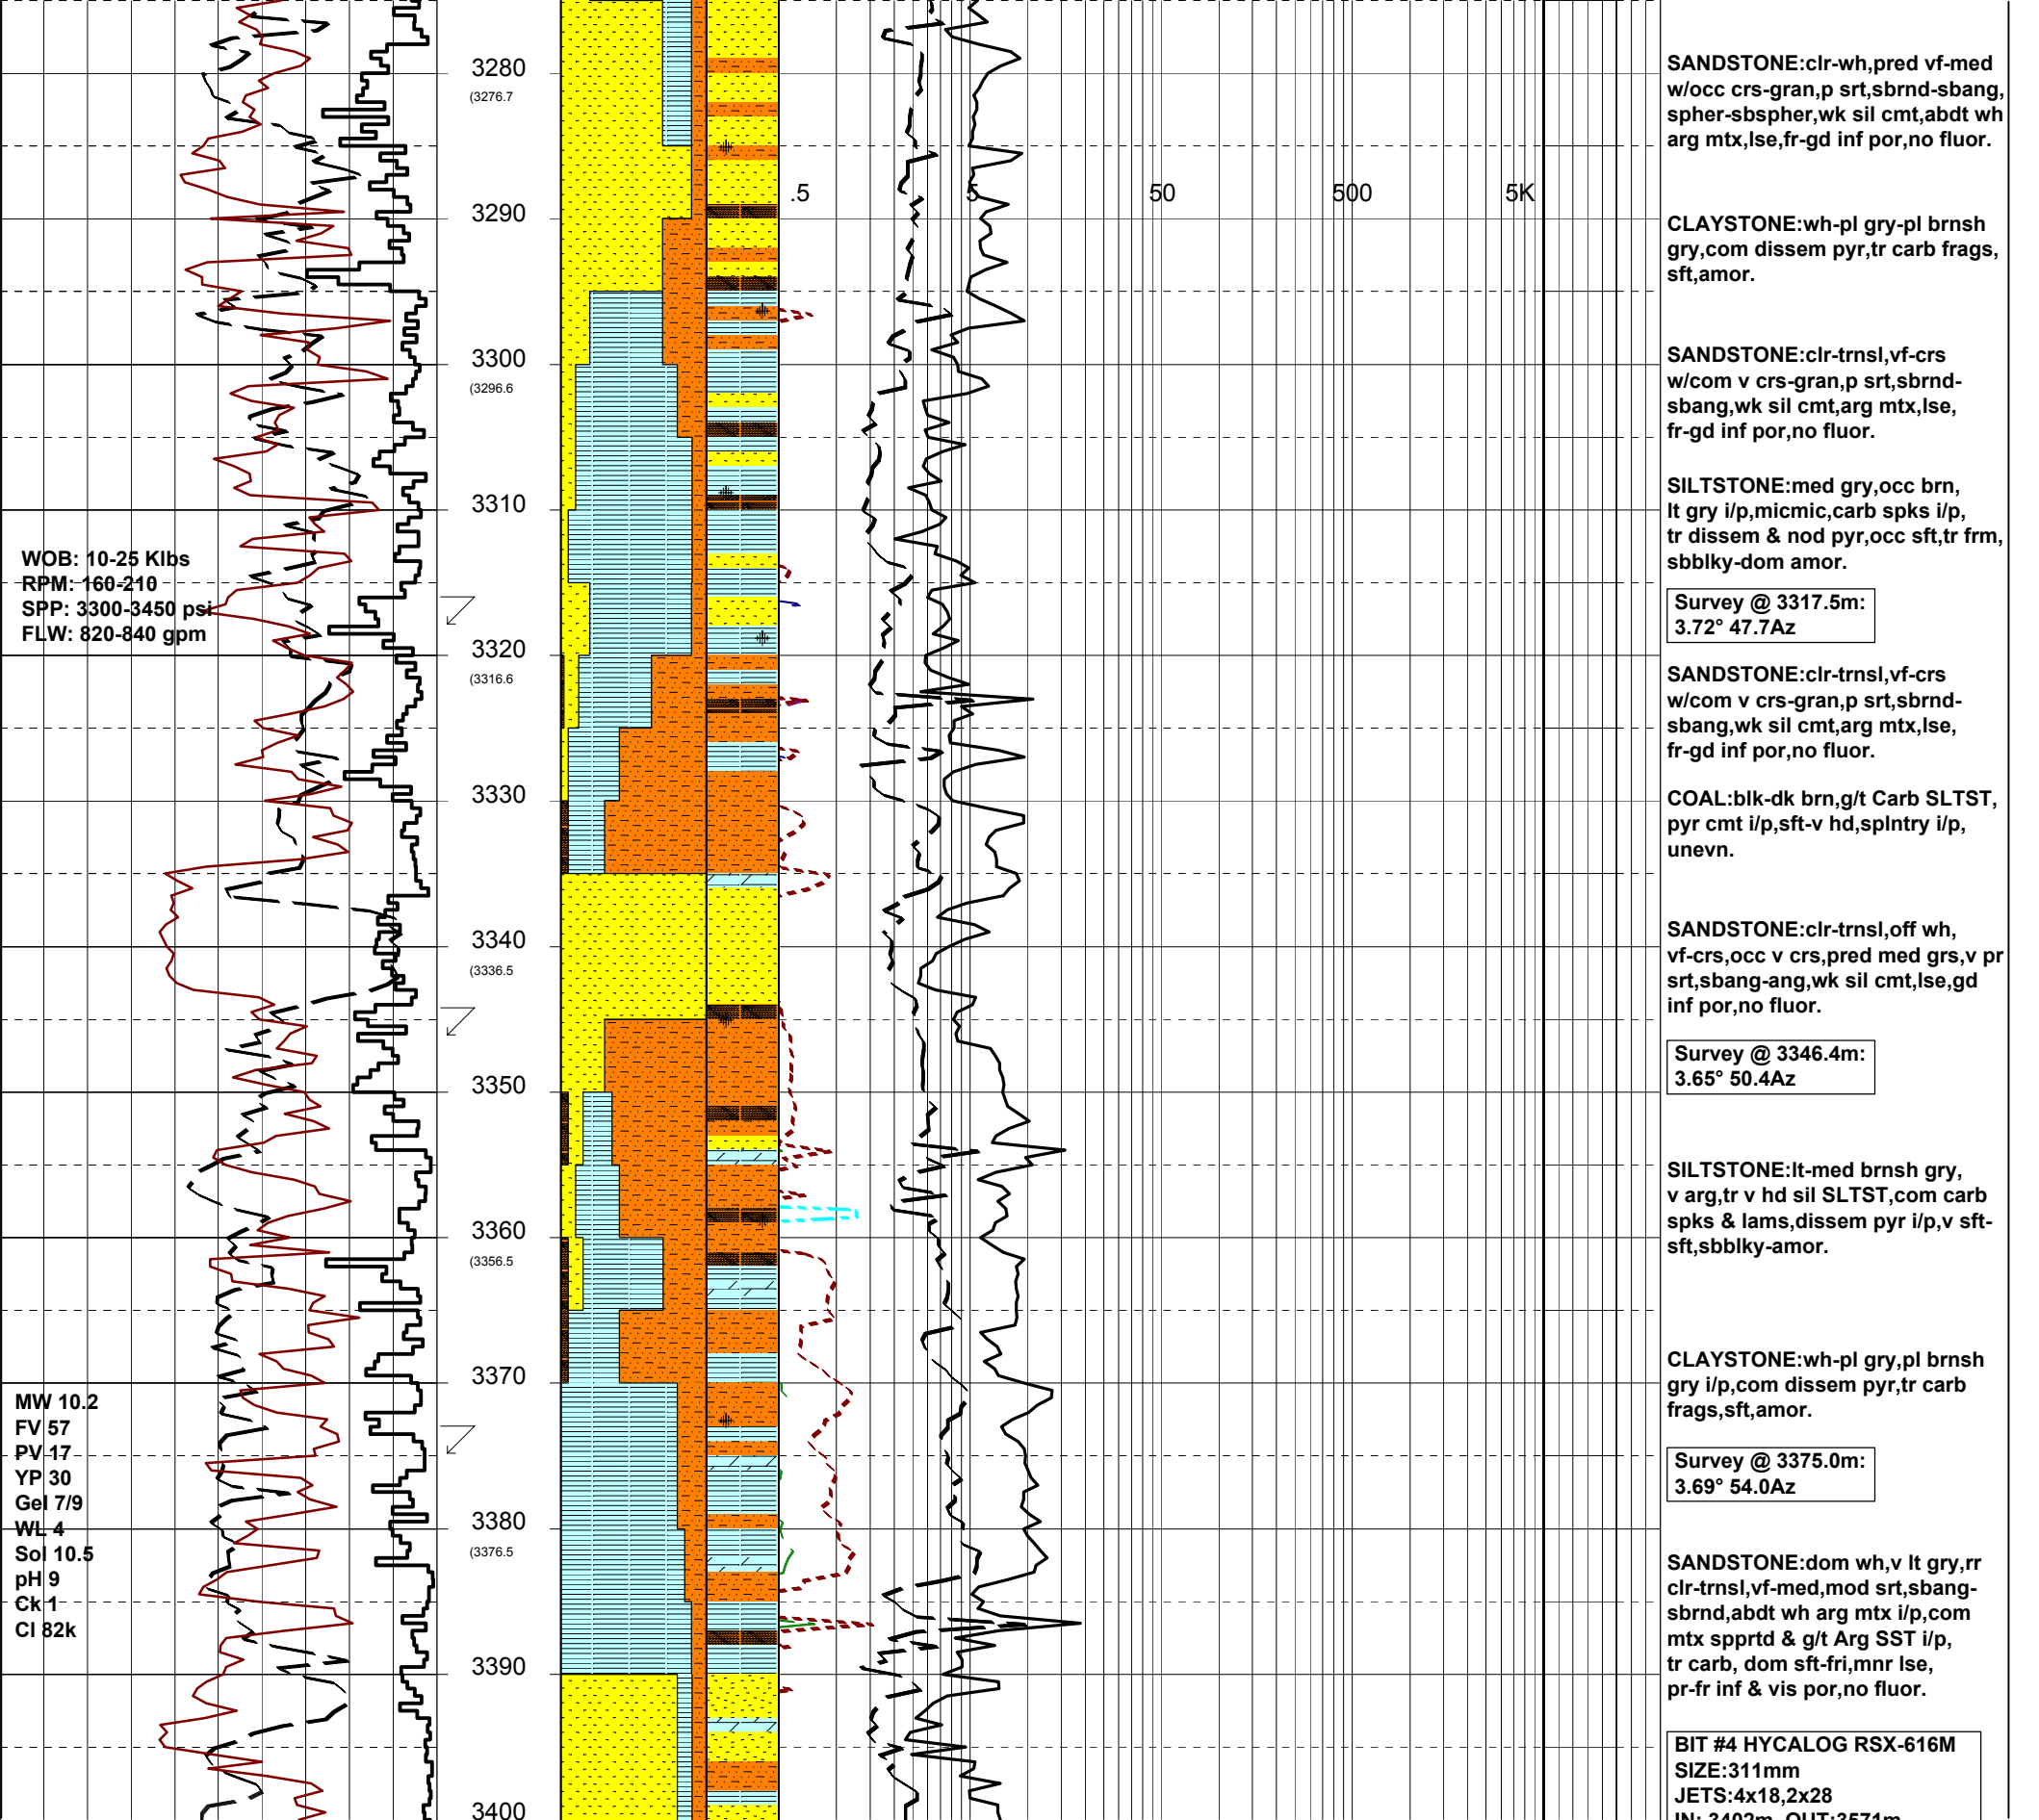 WOB: 10-25 Klbs
RPM: 160-210
SPP: 3300-3450 psi
FLW: 820-840 gpm
MW 10.2
FV 57
PV 17
YP 30
Gel 7/9
WL 4
Sol 10.5
pH 9
Ck 1
Cl 82k
3280
(3276.7
3290
3300
(3296.6
3310
3320
(3316.6
3330
3340
(3336.5
3350
3360
(3356.5
3370
3380
(3376.5
3390
3400
.5 5 50 500 5K
SANDSTONE:clr-wh,pred vf-med
w/occ crs-gran,p srt,sbrnd-sbang,
spher-sbspher,wk sil cmt,abdt wh
arg mtx,lse,fr-gd inf por,no fluor.
CLAYSTONE:wh-pl gry-pl brnsh
gry,com dissem pyr,tr carb frags,
sft,amor.
SANDSTONE:clr-trnsl,vf-crs
w/com v crs-gran,p srt,sbrnd-
sbang,wk sil cmt,arg mtx,lse,
fr-gd inf por,no fluor.
SILTSTONE:med gry,occ brn,
lt gry i/p,micmic,carb spks i/p,
tr dissem & nod pyr,occ sft,tr frm,
sbblky-dom amor.
Survey @ 3317.5m:
3.72° 47.7Az
SANDSTONE:clr-trnsl,vf-crs
w/com v crs-gran,p srt,sbrnd-
sbang,wk sil cmt,arg mtx,lse,
fr-gd inf por,no fluor.
COAL:blk-dk brn,g/t Carb SLTST,
pyr cmt i/p,sft-v hd,splntry i/p,
unevn.
SANDSTONE:clr-trnsl,off wh,
vf-crs,occ v crs,pred med grs,v pr
srt,sbang-ang,wk sil cmt,lse,gd
inf por,no fluor.
Survey @ 3346.4m:
3.65° 50.4Az
SILTSTONE:lt-med brnsh gry,
v arg,tr v hd sil SLTST,com carb
spks & lams,dissem pyr i/p,v sft-
sft,sbblky-amor.
CLAYSTONE:wh-pl gry,pl brnsh
gry i/p,com dissem pyr,tr carb
frags,sft,amor.
Survey @ 3375.0m:
3.69° 54.0Az
SANDSTONE:dom wh,v lt gry,rr
clr-trnsl,vf-med,mod srt,sbang-
sbrnd,abdt wh arg mtx i/p,com
mtx spprtd & g/t Arg SST i/p,
tr carb, dom sft-fri,mnr lse,
pr-fr inf & vis por,no fluor.
BIT #4 HYCALOG RSX-616M
SIZE:311mm
JETS:4x18,2x28
IN: 3402m OUT:3571m